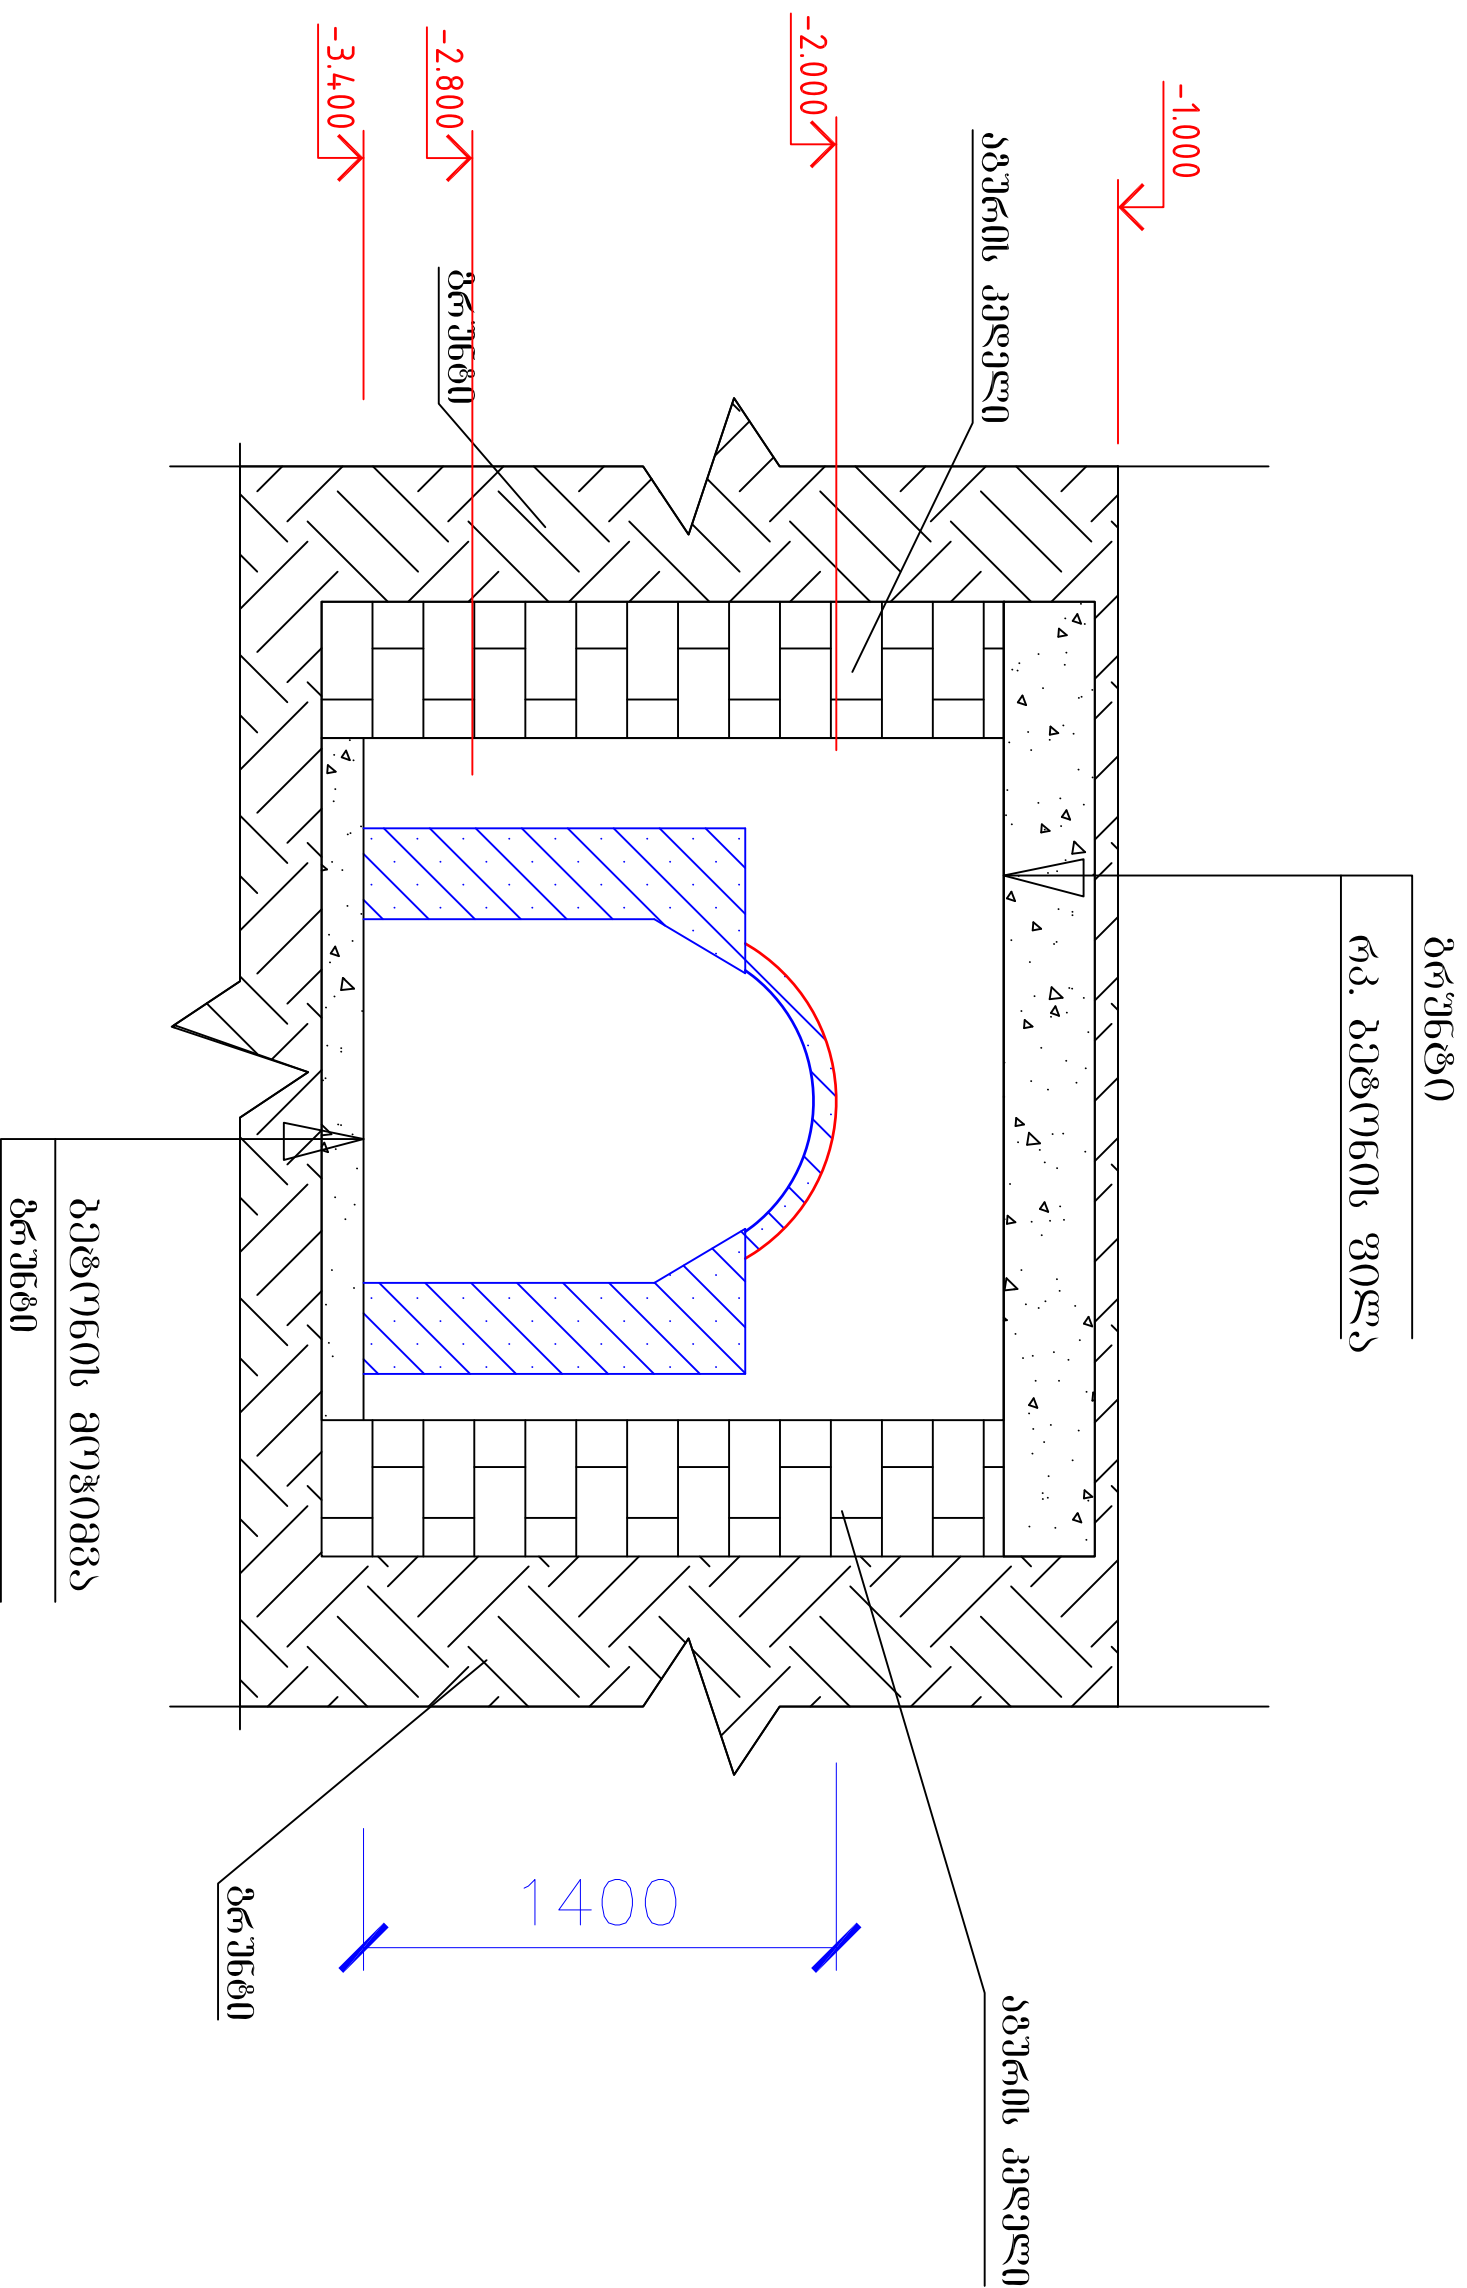 გრუნტი
რკ. ბეტონის ფილა
-1.000
აგურის კედელი
აგურის კედელი
-2.000
1400
-2.800
გრუნტი
-3.400
გრუნტი
ბეტონის მოჭიმვა
გრუნტი